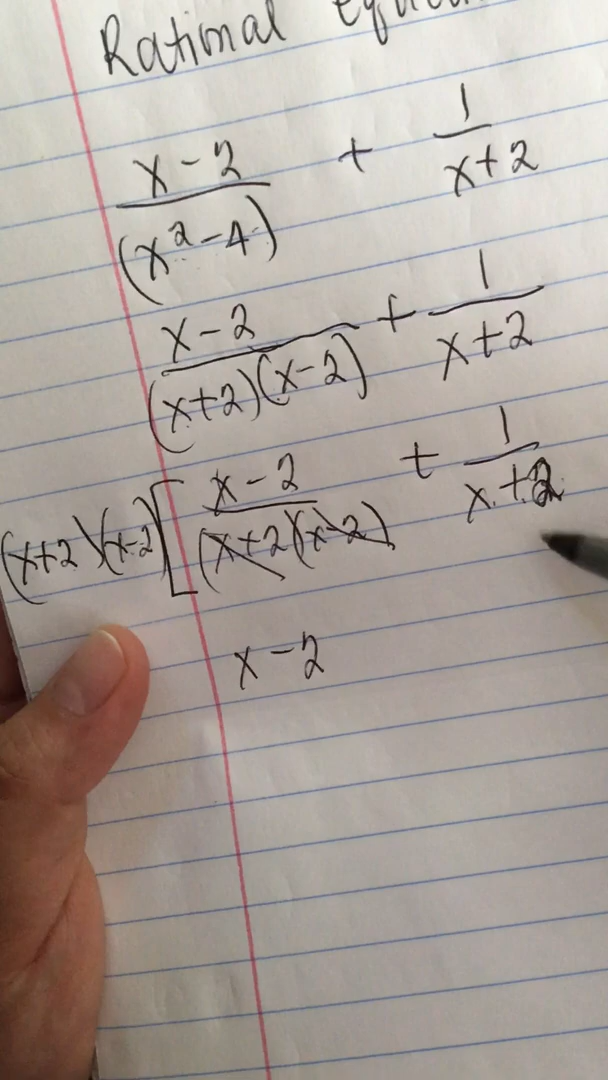 Rational
x-2 / (x²-4) + 1 / x+2
x-2 / (x+2)(x-2) + 1 / x+2
(x+2)(x-2)[ x-2 / (x+2)(x-2) + 1 / x+2
x-2